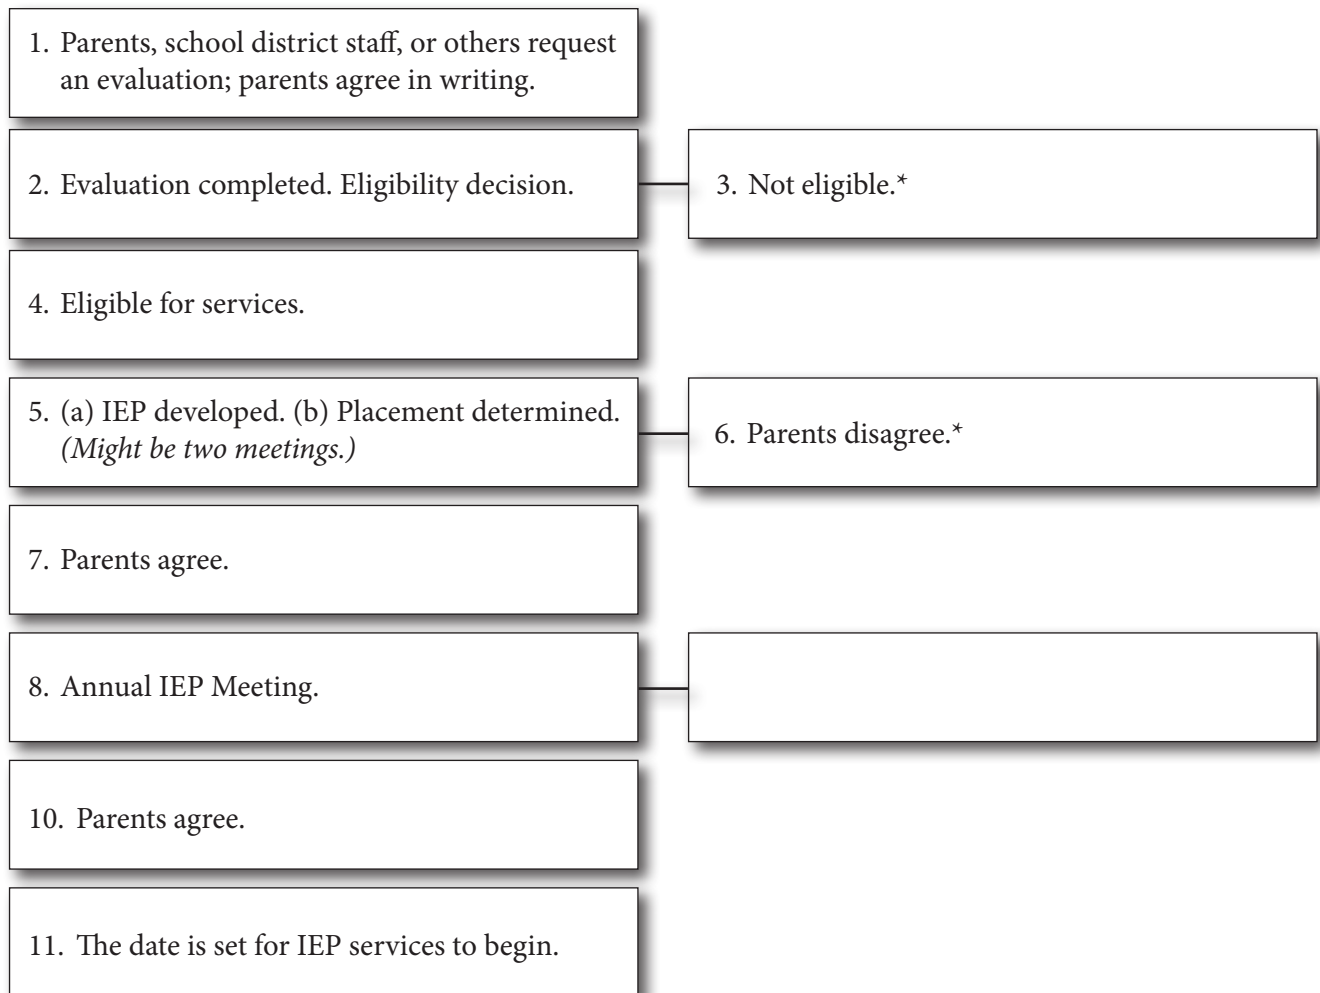 1. Parents, school district staff, or others request
an evaluation; parents agree in writing.
2. Evaluation completed. Eligibility decision.
3. Not eligible.*
4. Eligible for services.
5. (a) IEP developed. (b) Placement determined.
(Might be two meetings.)
6. Parents disagree.*
7. Parents agree.
8. Annual IEP Meeting.
10. Parents agree.
11. The date is set for IEP services to begin.